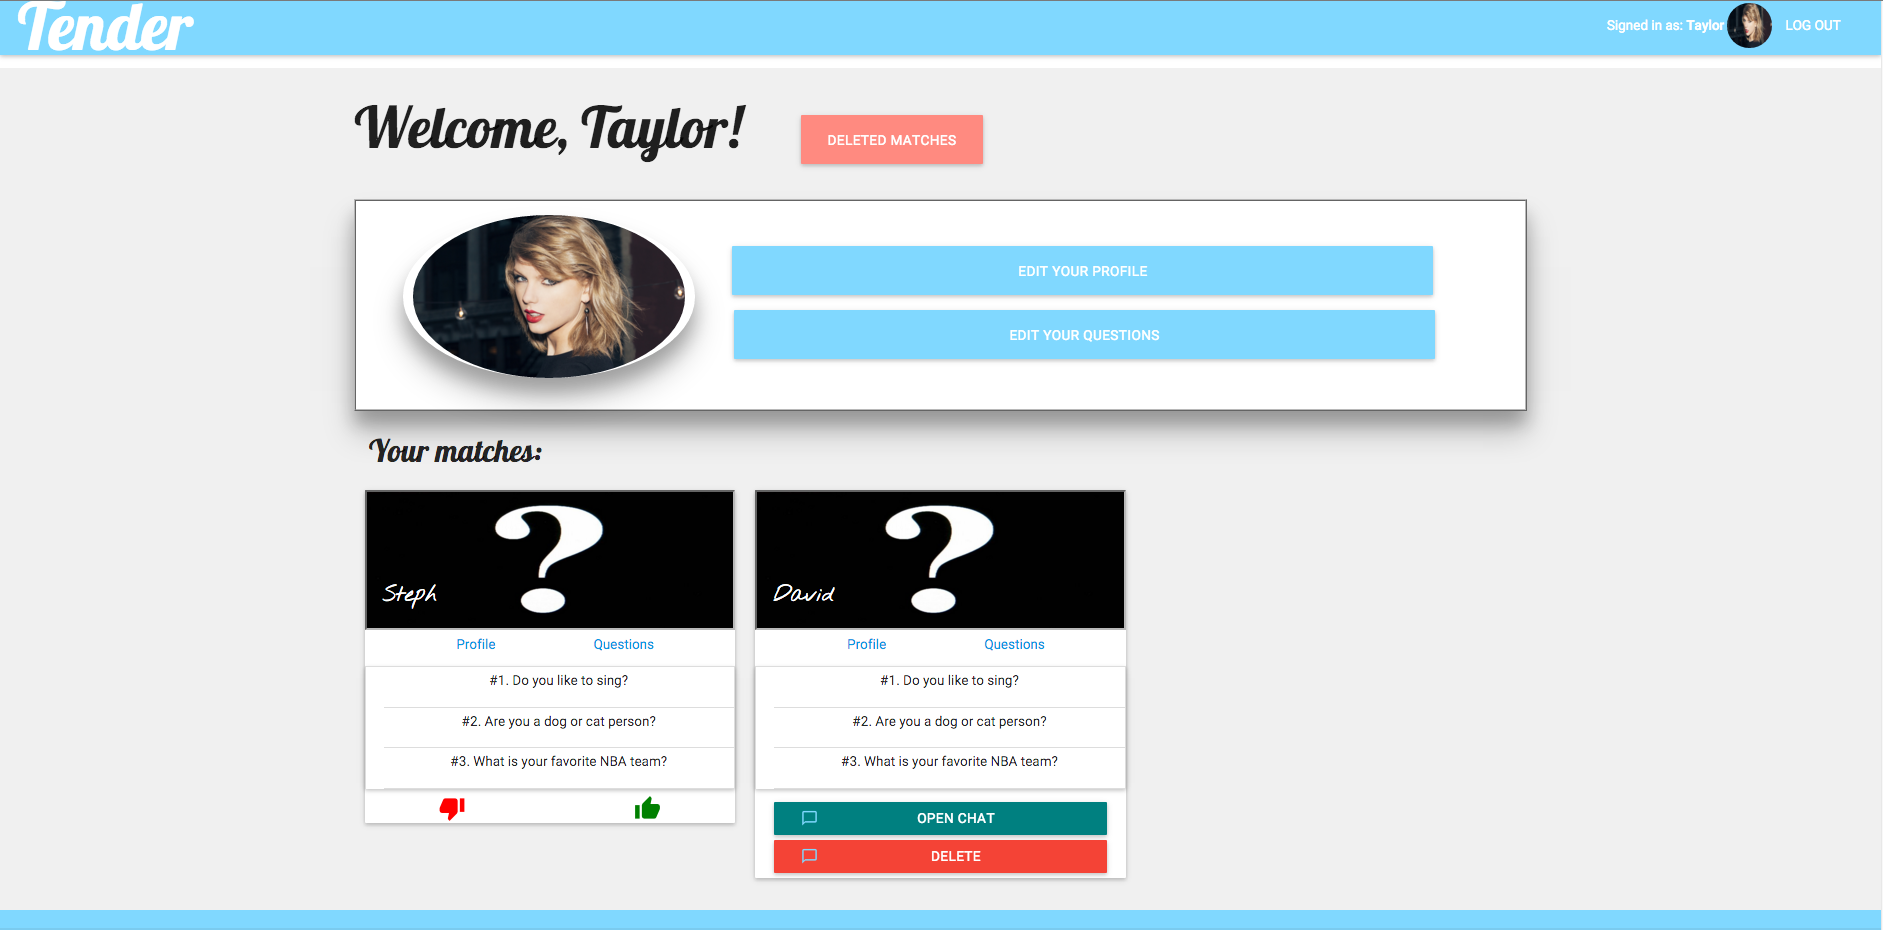 Tender
Signed in as: Taylor
LOG OUT
Welcome, Taylor!
DELETED MATCHES
EDIT YOUR PROFILE
EDIT YOUR QUESTIONS
Your matches:
?
Steph
Profile
Questions
#1. Do you like to sing?
#2. Are you a dog or cat person?
#3. What is your favorite NBA team?
?
David
Profile
Questions
#1. Do you like to sing?
#2. Are you a dog or cat person?
#3. What is your favorite NBA team?
OPEN CHAT
DELETE